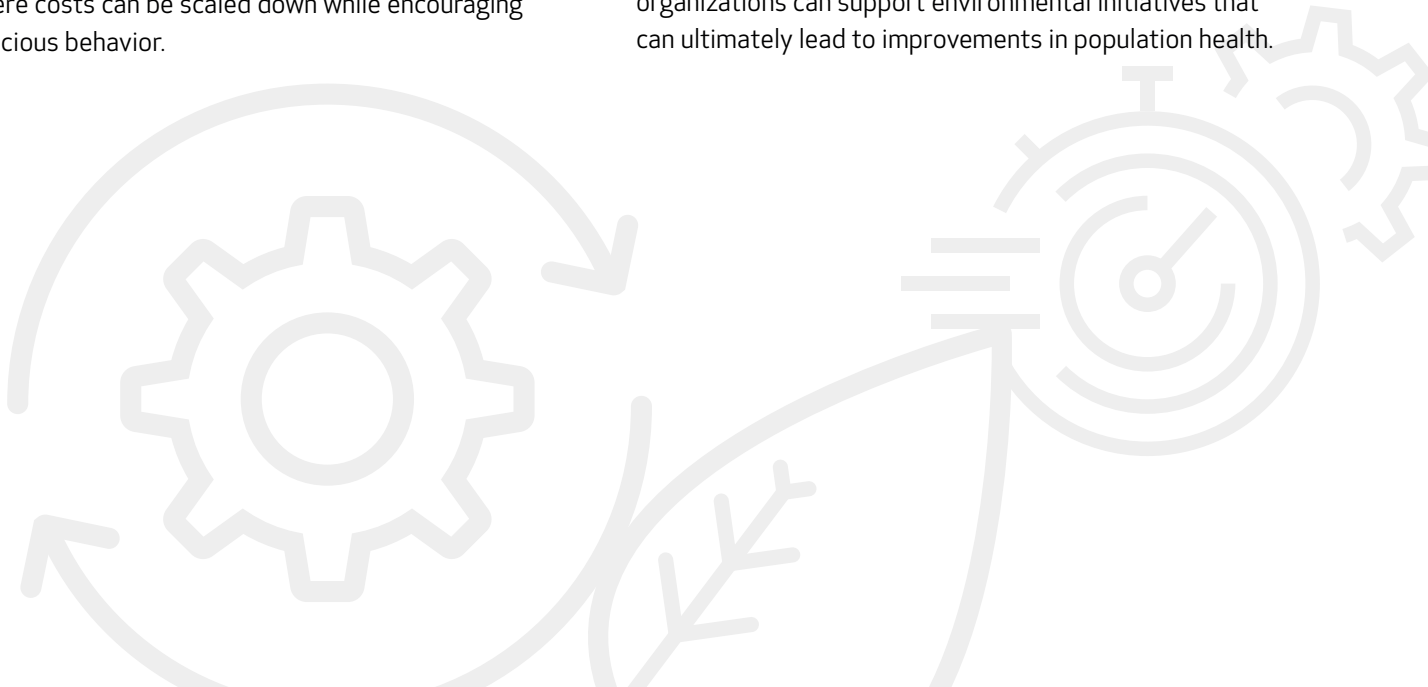 ere costs can be scaled down while encouraging
cious behavior.
organizations can support environmental initiatives that
can ultimately lead to improvements in population health.